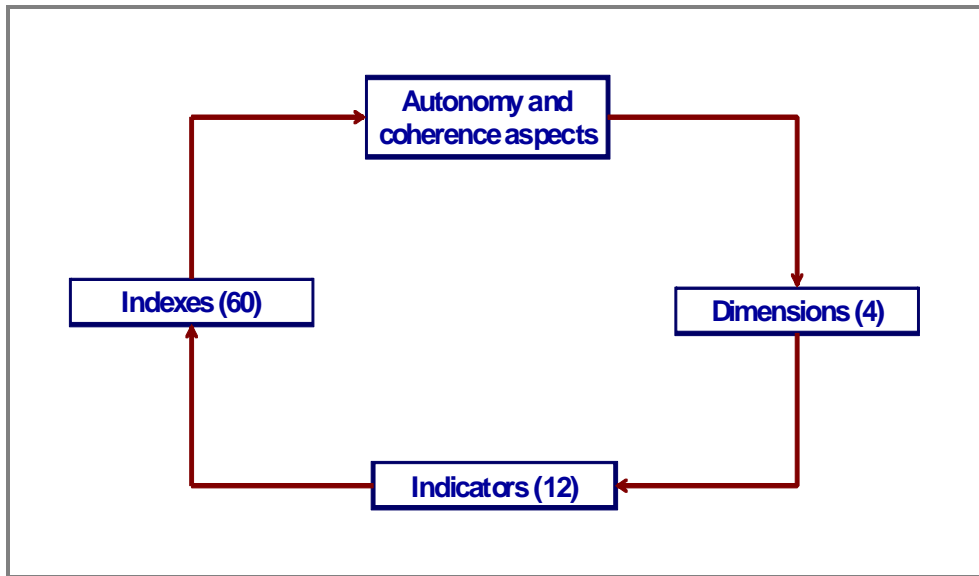 Autonomy and
coherence aspects
Indexes (60)
Dimensions (4)
Indicators (12)